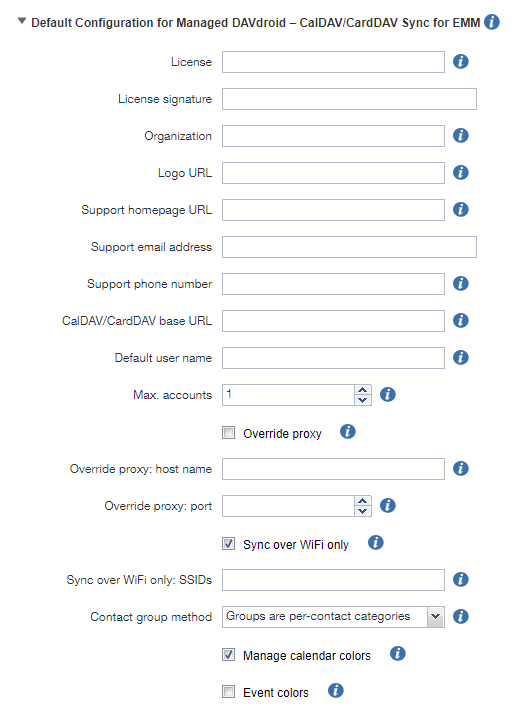 Default Configuration for Managed DAVdroid – CalDAV/CardDAV Sync for EMM
License
License signature
Organization
Logo URL
Support homepage URL
Support email address
Support phone number
CalDAV/CardDAV base URL
Default user name
Max. accounts 1
Override proxy
Override proxy: host name
Override proxy: port
Sync over WiFi only
Sync over WiFi only: SSIDs
Contact group method Groups are per-contact categories
Manage calendar colors
Event colors